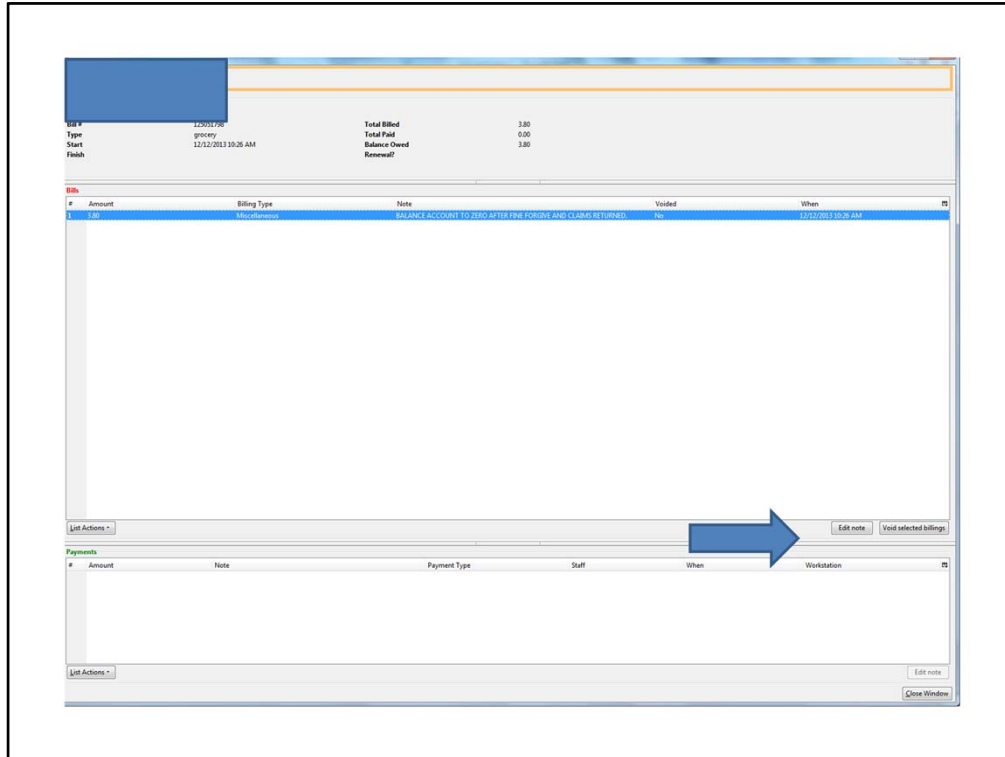 Bill # 125051798 Total Billed 3.80
Type grocery Total Paid 0.00
Start 12/12/2013 10:26 AM Balance Owed 3.80
Finish Renewal?
Bills
# Amount Billing Type Note Voided When
1 3.80 Miscellaneous BALANCE ACCOUNT TO ZERO AFTER FINE FORGIVE AND CLAIMS RETURNED. No 12/12/2013 10:26 AM
List Actions Edit note Void selected billings
Payments
# Amount Note Payment Type Staff When Workstation
List Actions Edit note
Close Window